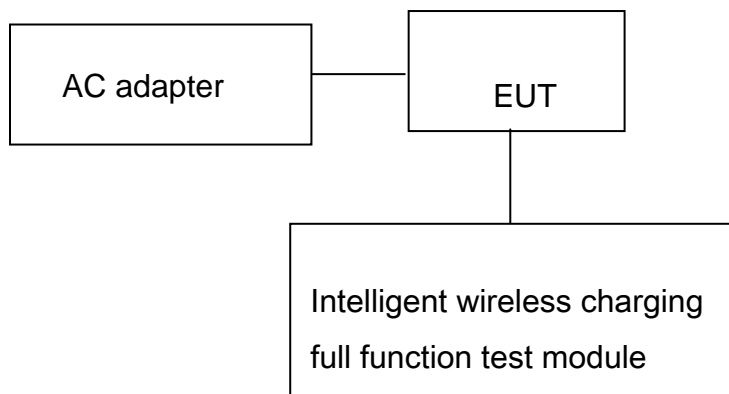 AC adapter
EUT
Intelligent wireless charging
full function test module